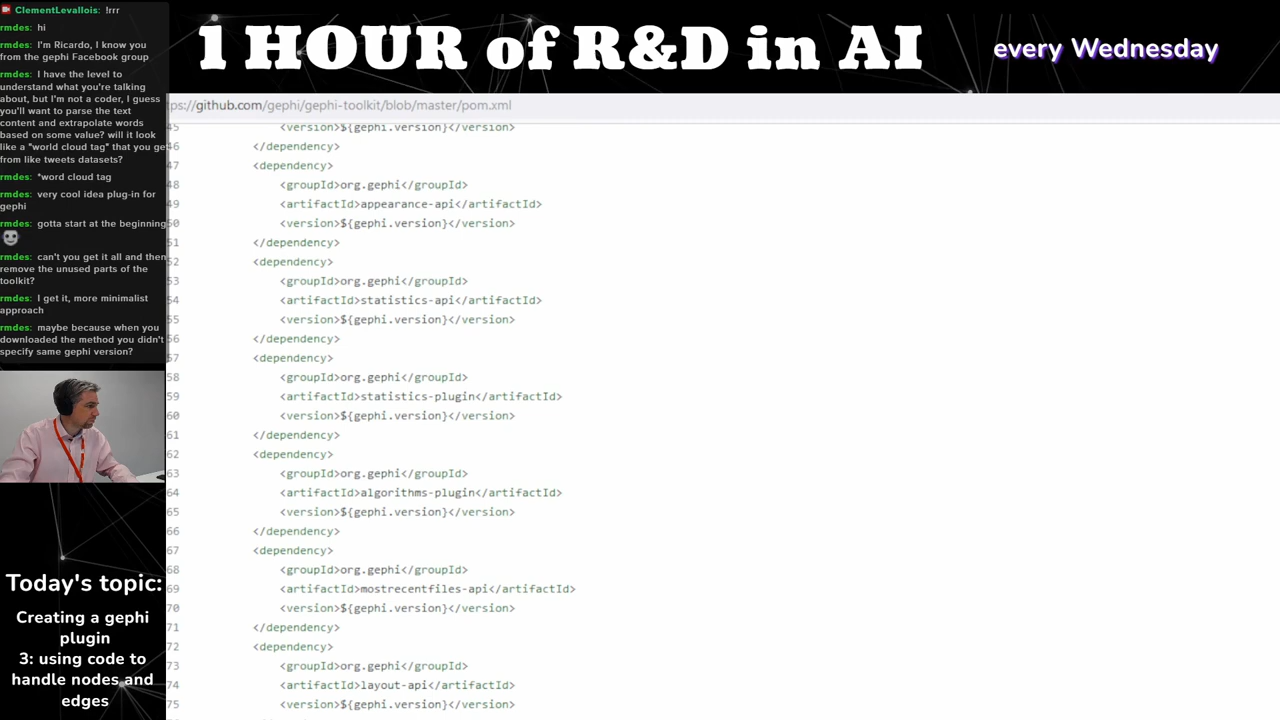 ClementLevallois: !rrr
rmdes: hi
rmdes: I'm Ricardo, I know you
from the gephi Facebook group
rmdes: I have the level to
understand what you're talking
about, but I'm not a coder, I guess
you'll want to parse the text
content and extrapolate words
based on some value? will it look
like a "world cloud tag" that you get
from like tweets datasets?
rmdes: *word cloud tag
rmdes: very cool idea plug-in for
gephi
rmdes: gotta start at the beginning
rmdes: can't you get it all and then
remove the unused parts of the
toolkit?
rmdes: I get it, more minimalist
approach
rmdes: maybe because when you
downloaded the method you didn't
specify same gephi version?
Today's topic:
Creating a gephi
plugin
3: using code to
handle nodes and
edges
1 HOUR of R&D in AI
every Wednesday
ps://github.com/gephi/gephi-toolkit/blob/master/pom.xml
45 <version>${gephi.version}</version>
46 </dependency>
47 <dependency>
48 <groupId>org.gephi</groupId>
49 <artifactId>appearance-api</artifactId>
50 <version>${gephi.version}</version>
51 </dependency>
52 <dependency>
53 <groupId>org.gephi</groupId>
54 <artifactId>statistics-api</artifactId>
55 <version>${gephi.version}</version>
56 </dependency>
57 <dependency>
58 <groupId>org.gephi</groupId>
59 <artifactId>statistics-plugin</artifactId>
60 <version>${gephi.version}</version>
61 </dependency>
62 <dependency>
63 <groupId>org.gephi</groupId>
64 <artifactId>algorithms-plugin</artifactId>
65 <version>${gephi.version}</version>
66 </dependency>
67 <dependency>
68 <groupId>org.gephi</groupId>
69 <artifactId>mostrecentfiles-api</artifactId>
70 <version>${gephi.version}</version>
71 </dependency>
72 <dependency>
73 <groupId>org.gephi</groupId>
74 <artifactId>layout-api</artifactId>
75 <version>${gephi.version}</version>